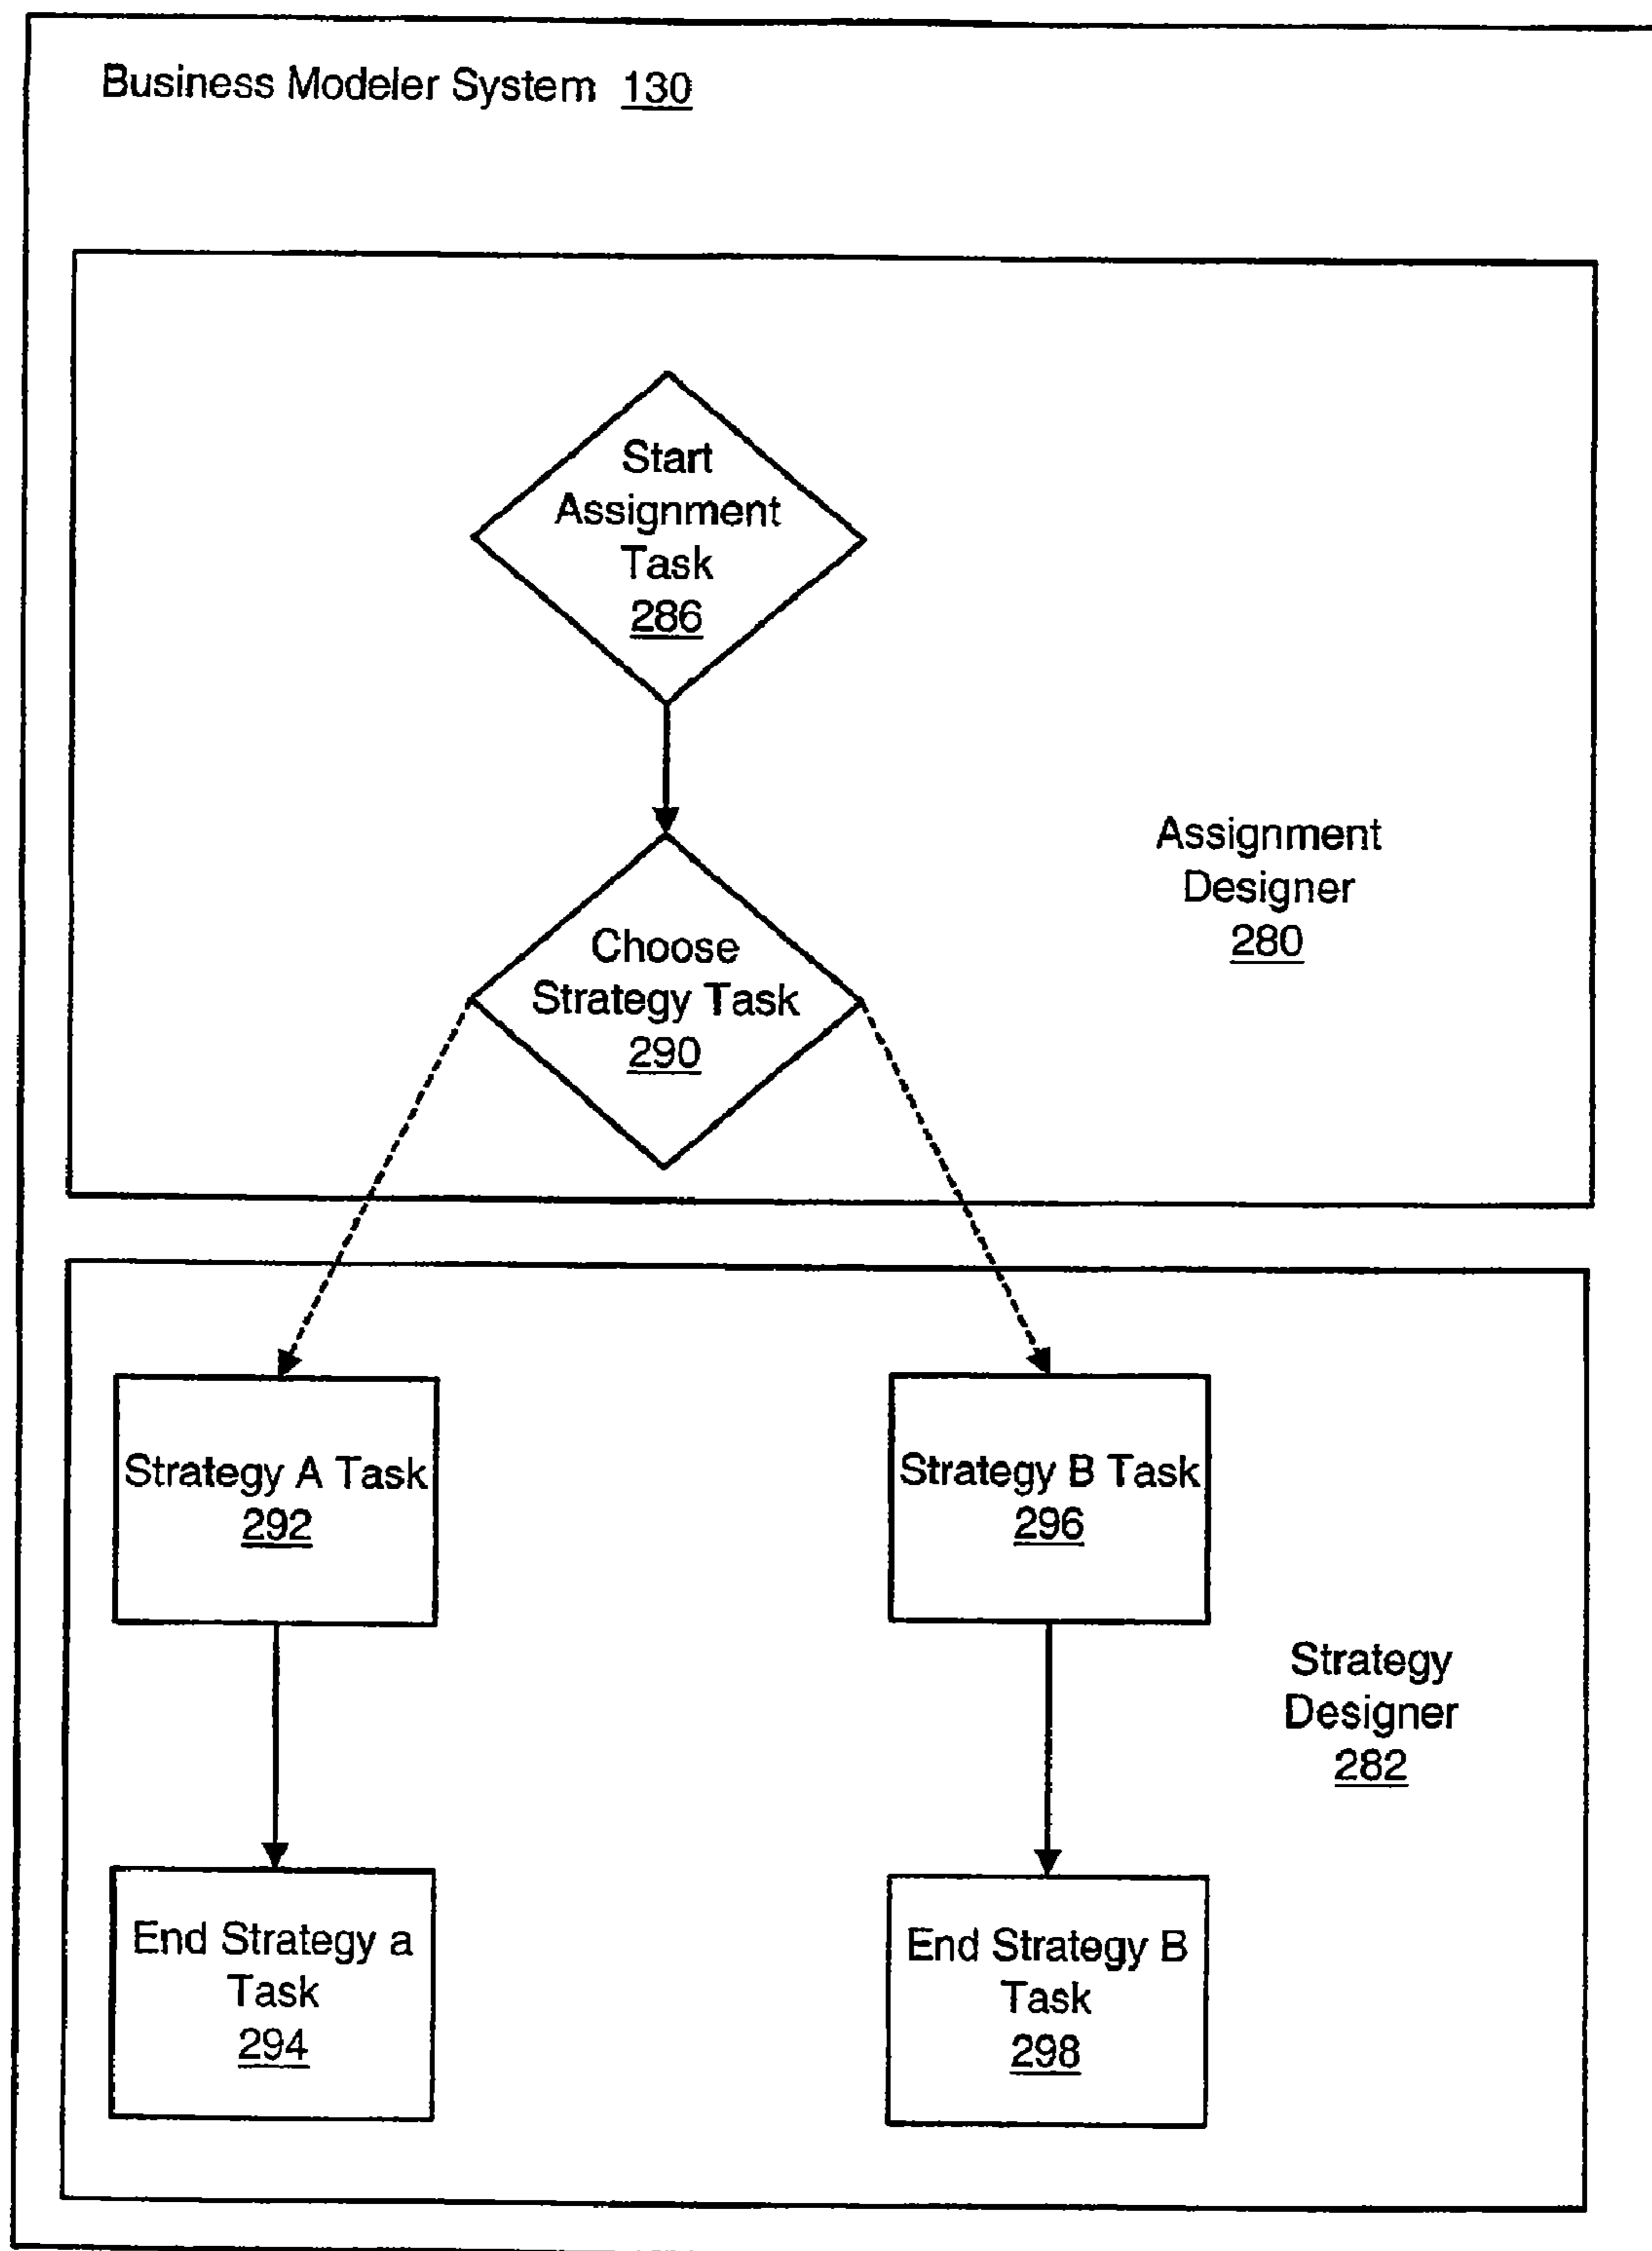 Business Modeler System 130
Start
Assignment
Task
286
Assignment
Designer
280
Choose
Strategy Task
290
Strategy A Task
292
Strategy B Task
296
Strategy
Designer
282
End Strategy a
Task
294
End Strategy B
Task
298